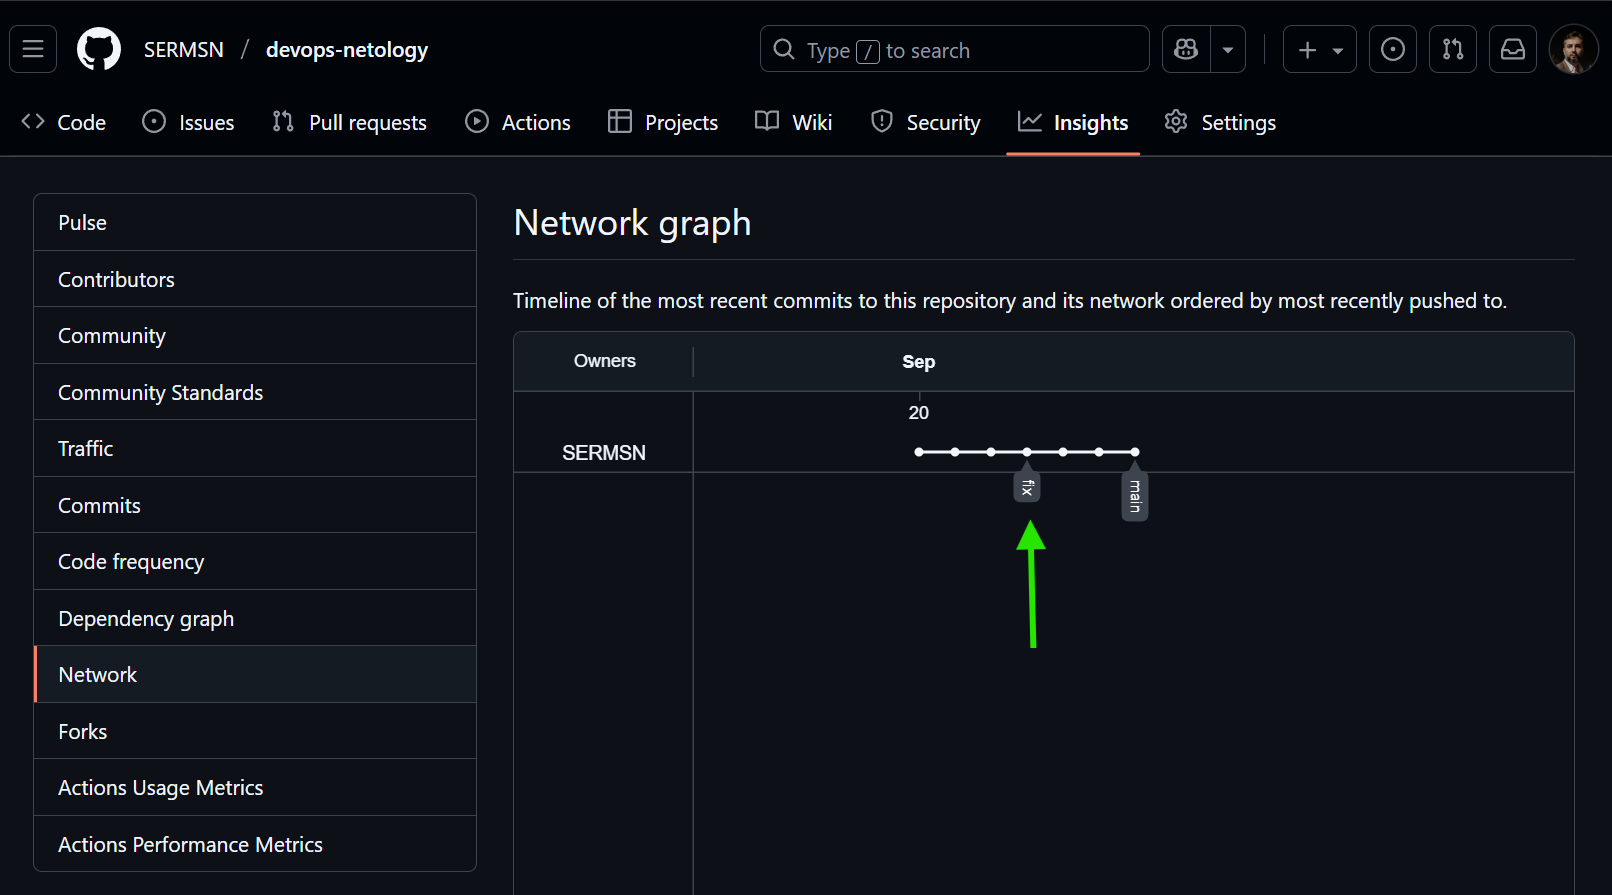 SERMSN / devops-netology
Type / to search
Code
Issues
Pull requests
Actions
Projects
Wiki
Security
Insights
Settings
Pulse
Contributors
Community
Community Standards
Traffic
Commits
Code frequency
Dependency graph
Network
Forks
Actions Usage Metrics
Actions Performance Metrics
Network graph
Timeline of the most recent commits to this repository and its network ordered by most recently pushed to.
Owners
Sep
20
SERMSN
fix
main